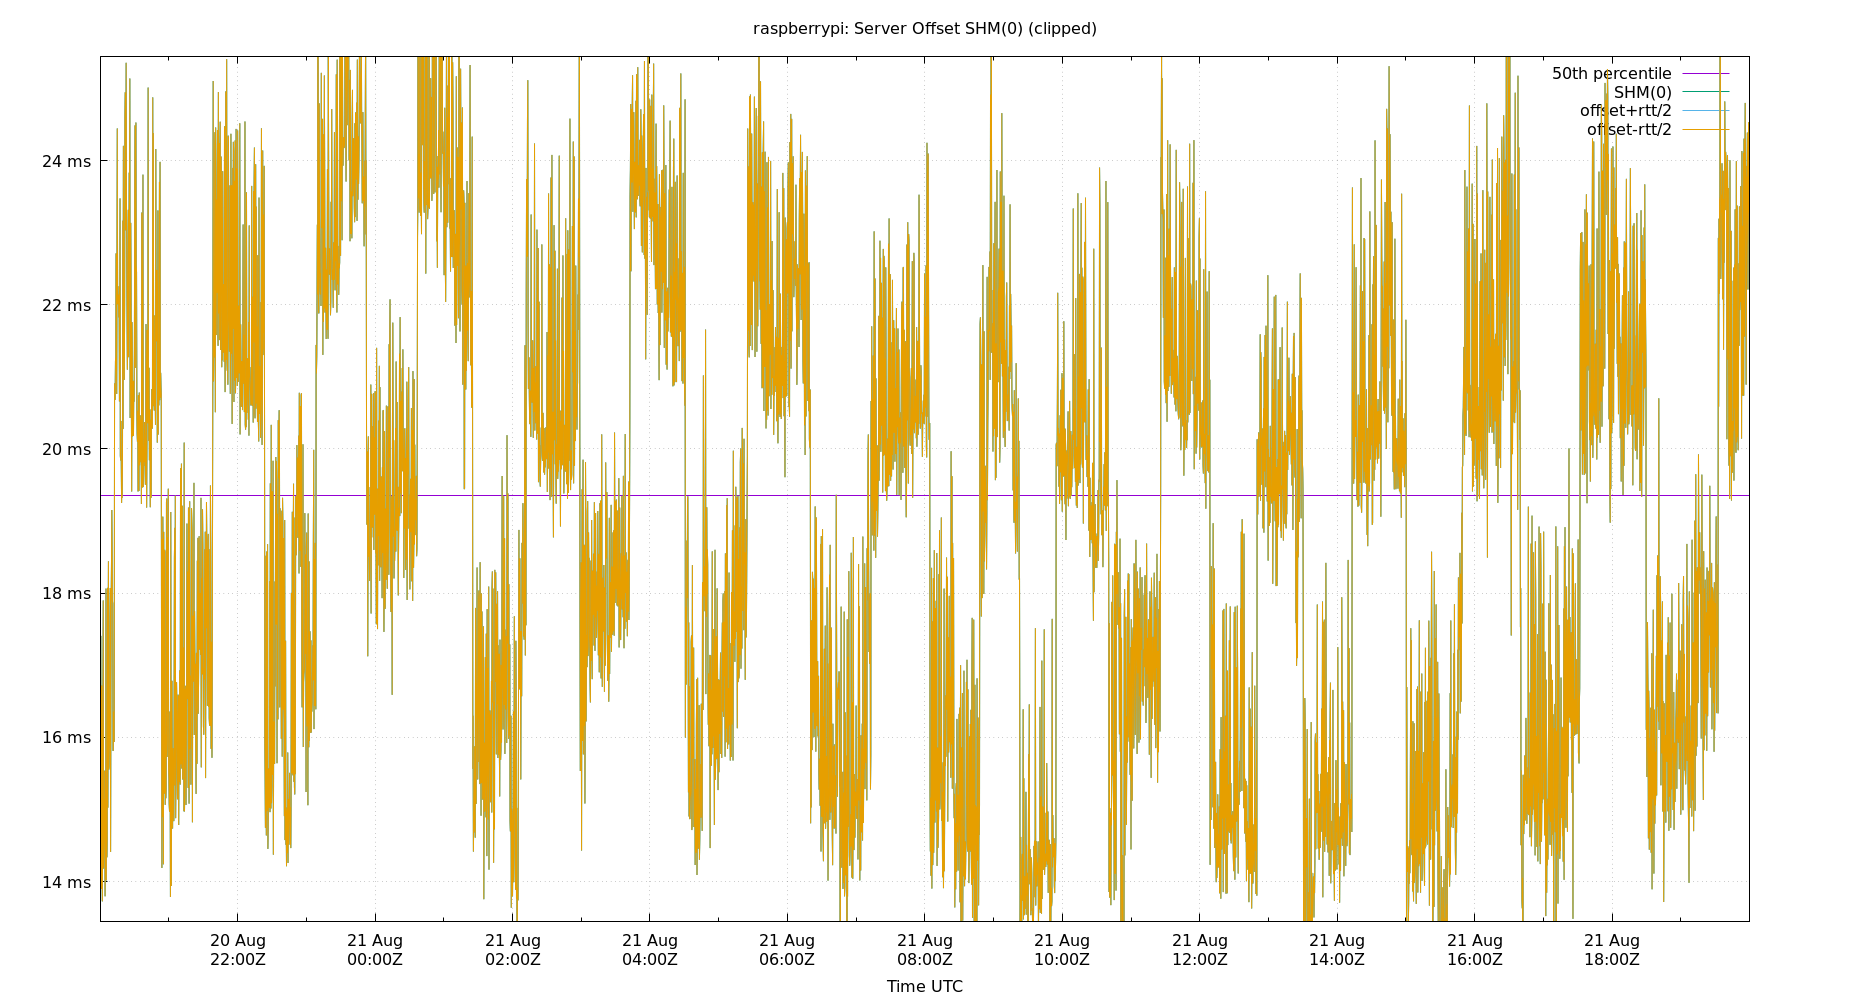 raspberrypi: Server Offset SHM(0) (clipped)
50th percentile
SHM(0)
offset+rtt/2
offset-rtt/2
24 ms
22 ms
20 ms
18 ms
16 ms
14 ms
20 Aug
22:00Z
21 Aug
00:00Z
21 Aug
02:00Z
21 Aug
04:00Z
21 Aug
06:00Z
21 Aug
08:00Z
21 Aug
10:00Z
21 Aug
12:00Z
21 Aug
14:00Z
21 Aug
16:00Z
21 Aug
18:00Z
Time UTC